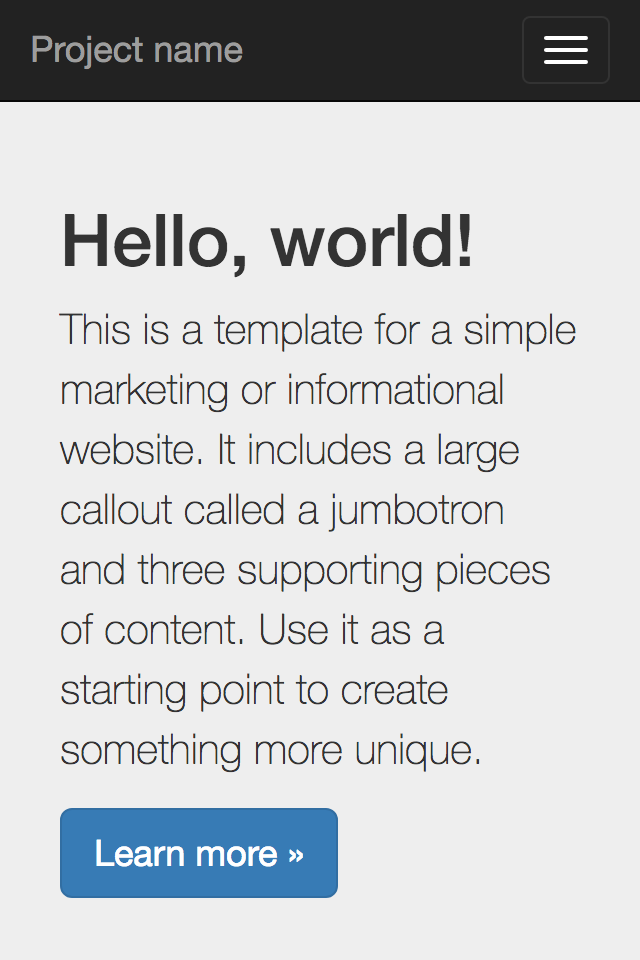 Project name
Hello, world!
This is a template for a simple
marketing or informational
website. It includes a large
callout called a jumbotron
and three supporting pieces
of content. Use it as a
starting point to create
something more unique.
Learn more »